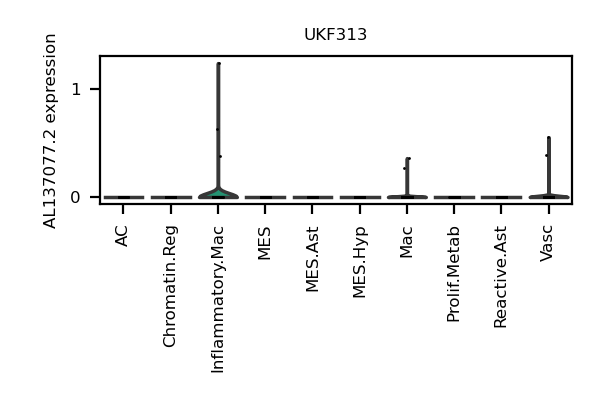 UKF313
AL137077.2 expression
1
0
AC
Chromatin.Reg
Inflammatory.Mac
MES
MES.Ast
MES.Hyp
Mac
Prolif.Metab
Reactive.Ast
Vasc